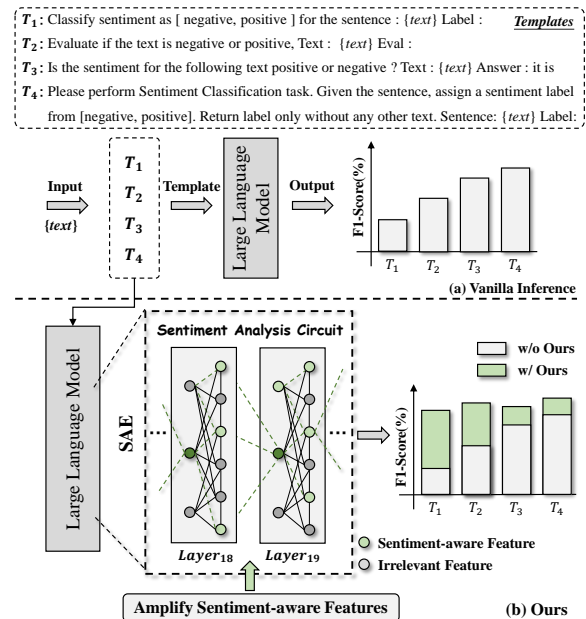 Templates
T1: Classify sentiment as [ negative, positive ] for the sentence : {text} Label :
T2: Evaluate if the text is negative or positive, Text : {text} Eval :
T3: Is the sentiment for the following text positive or negative ? Text : {text} Answer : it is
T4: Please perform Sentiment Classification task. Given the sentence, assign a sentiment label
from [negative, positive]. Return label only without any other text. Sentence: {text} Label:
Input
{text}
T1
T2
T3
T4
Template
Large Language
Model
Output
F1-Score(%)
T1 T2 T3 T4
(a) Vanilla Inference
Large Language Model
SAE
Sentiment Analysis Circuit
... ...
Layer18 Layer19
w/o Ours
w/ Ours
F1-Score(%)
T1 T2 T3 T4
Sentiment-aware Feature
Irrelevant Feature
Amplify Sentiment-aware Features
(b) Ours